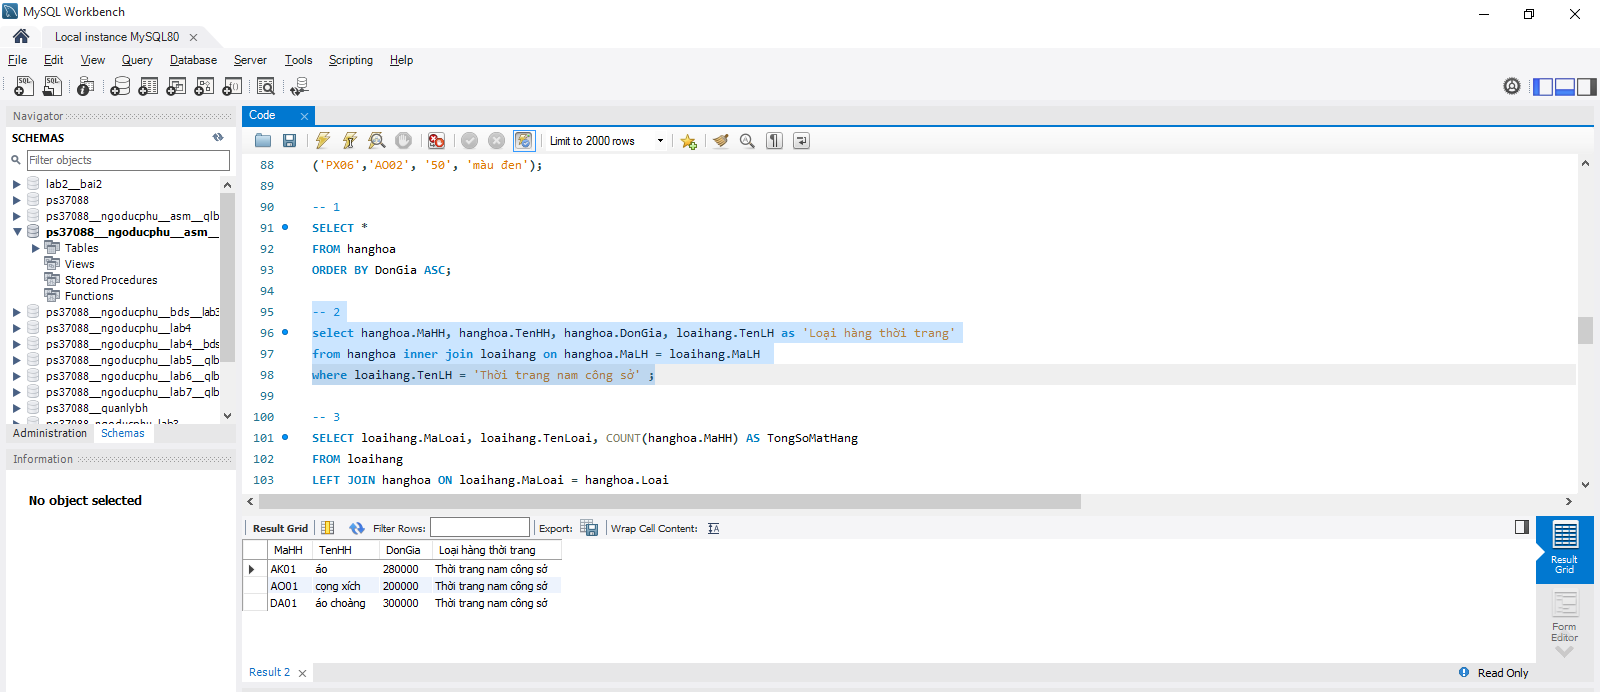 MySQL Workbench
Local instance MySQL80
File Edit View Query Database Server Tools Scripting Help
Navigator
SCHEMAS
Filter objects
lab2__bai2
ps37088
ps37088__ngoducphu__asm__qlb
ps37088__ngoducphu__asm__
Tables
Views
Stored Procedures
Functions
ps37088__ngoducphu__bds__lab3
ps37088__ngoducphu__lab4
ps37088__ngoducphu__lab4__bds
ps37088__ngoducphu__lab5__qlb
ps37088__ngoducphu__lab6__qlb
ps37088__ngoducphu__lab7__qlb
ps37088__quanlybh
Administration Schemas
Information
No object selected
Code
Limit to 2000 rows
88 ('PX06','AO02', '50', 'màu đen');
89
90 -- 1
91 SELECT *
92 FROM hanghoa
93 ORDER BY DonGia ASC;
94
95 -- 2
96 select hanghoa.MaHH, hanghoa.TenHH, hanghoa.DonGia, loaihang.TenLH as 'Loại hàng thời trang'
97 from hanghoa inner join loaihang on hanghoa.MaLH = loaihang.MaLH
98 where loaihang.TenLH = 'Thời trang nam công sở' ;
99
100 -- 3
101 SELECT loaihang.MaLoai, loaihang.TenLoai, COUNT(hanghoa.MaHH) AS TongSoMatHang
102 FROM loaihang
103 LEFT JOIN hanghoa ON loaihang.MaLoai = hanghoa.Loai
Result Grid Filter Rows: Export: Wrap Cell Content:
MaHH TenHH DonGia Loại hàng thời trang
AK01 áo 280000 Thời trang nam công sở
AO01 cọng xích 200000 Thời trang nam công sở
DA01 áo choàng 300000 Thời trang nam công sở
Result
Grid
Form
Editor
Result 2
Read Only